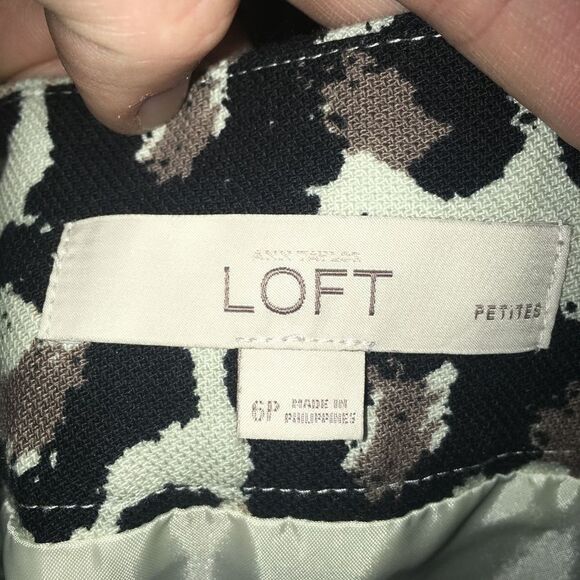 ANN TAYLOR
LOFT
PETITES
6P MADE IN
PHILIPPINES